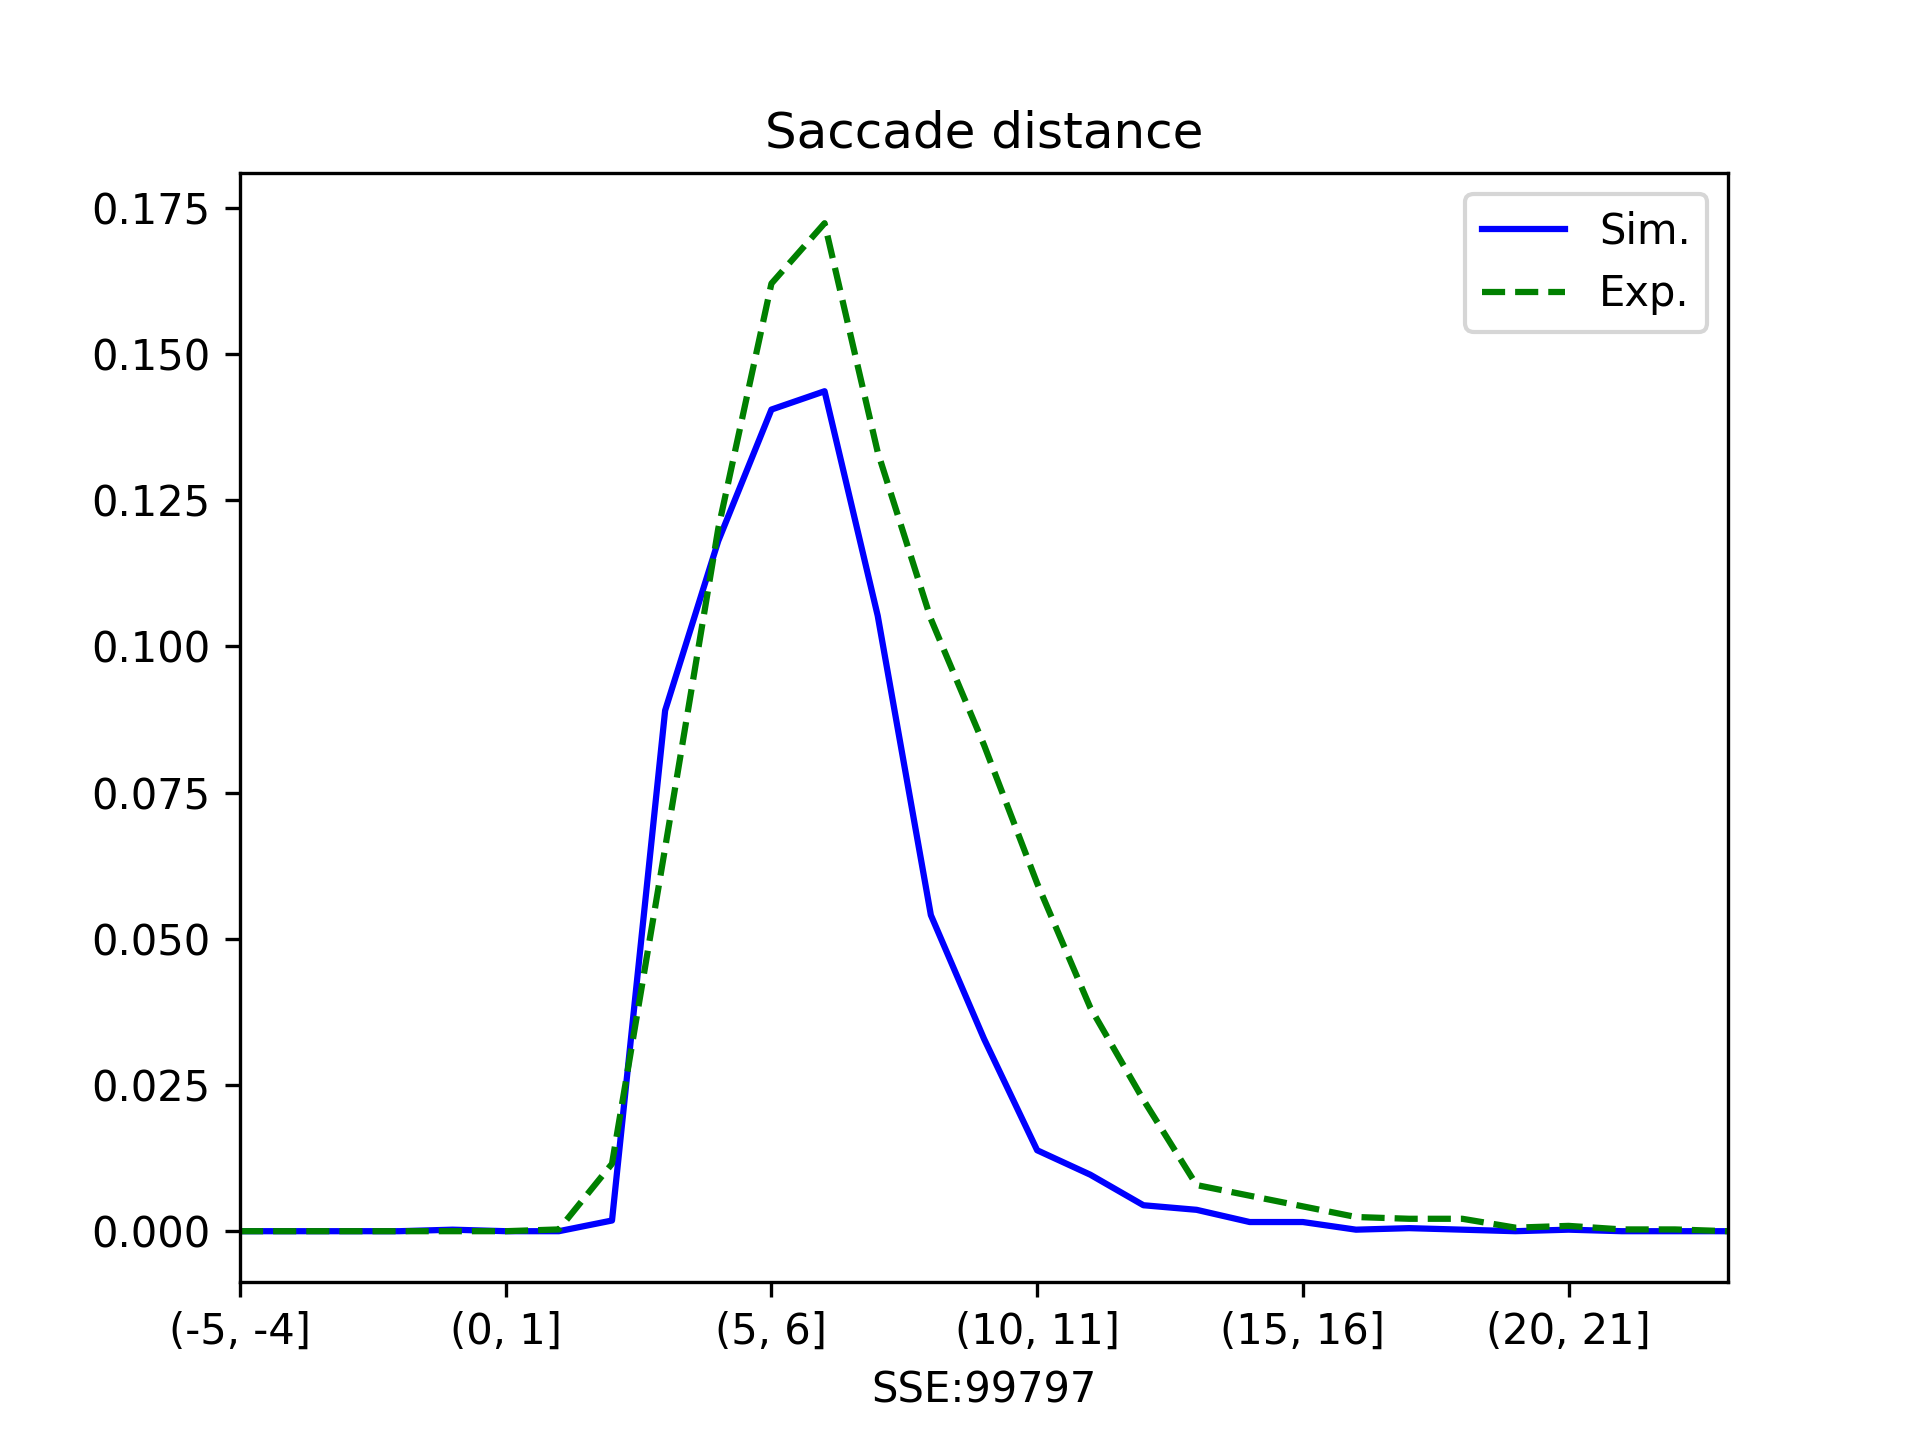 Saccade distance
0.175
0.150
0.125
0.100
0.075
0.050
0.025
0.000
Sim.
Exp.
(-5, -4] (0, 1] (5, 6] (10, 11] (15, 16] (20, 21]
SSE:99797